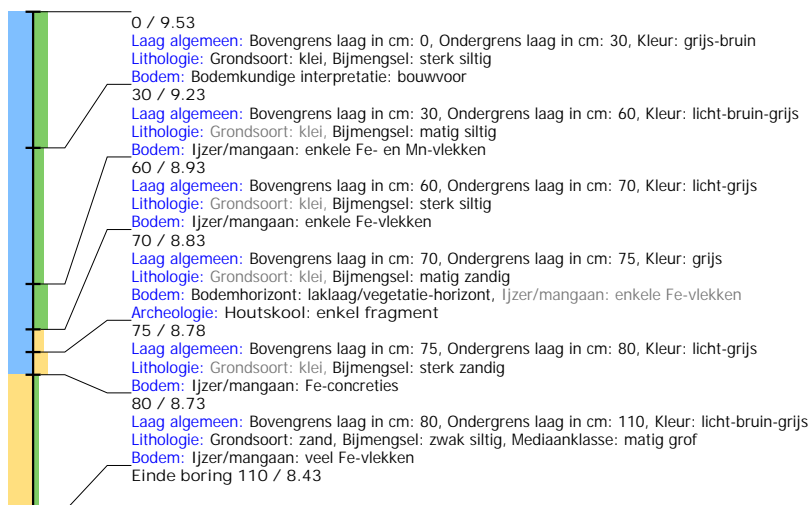 0 / 9.53
Laag algemeen: Bovengrens laag in cm: 0, Ondergrens laag in cm: 30, Kleur: grijs-bruin
Lithologie: Grondsoort: klei, Bijmengsel: sterk siltig
Bodem: Bodemkundige interpretatie: bouwvoor
30 / 9.23
Laag algemeen: Bovengrens laag in cm: 30, Ondergrens laag in cm: 60, Kleur: licht-bruin-grijs
Lithologie: Grondsoort: klei, Bijmengsel: matig siltig
Bodem: Ijzer/mangaan: enkele Fe- en Mn-vlekken
60 / 8.93
Laag algemeen: Bovengrens laag in cm: 60, Ondergrens laag in cm: 70, Kleur: licht-grijs
Lithologie: Grondsoort: klei, Bijmengsel: sterk siltig
Bodem: Ijzer/mangaan: enkele Fe-vlekken
70 / 8.83
Laag algemeen: Bovengrens laag in cm: 70, Ondergrens laag in cm: 75, Kleur: grijs
Lithologie: Grondsoort: klei, Bijmengsel: matig zandig
Bodem: Bodemhorizont: laklaag/vegetatie-horizont, Ijzer/mangaan: enkele Fe-vlekken
Archeologie: Houtskool: enkel fragment
75 / 8.78
Laag algemeen: Bovengrens laag in cm: 75, Ondergrens laag in cm: 80, Kleur: licht-grijs
Lithologie: Grondsoort: klei, Bijmengsel: sterk zandig
Bodem: Ijzer/mangaan: Fe-concreties
80 / 8.73
Laag algemeen: Bovengrens laag in cm: 80, Ondergrens laag in cm: 110, Kleur: licht-bruin-grijs
Lithologie: Grondsoort: zand, Bijmengsel: zwak siltig, Mediaanklasse: matig grof
Bodem: Ijzer/mangaan: veel Fe-vlekken
Einde boring 110 / 8.43